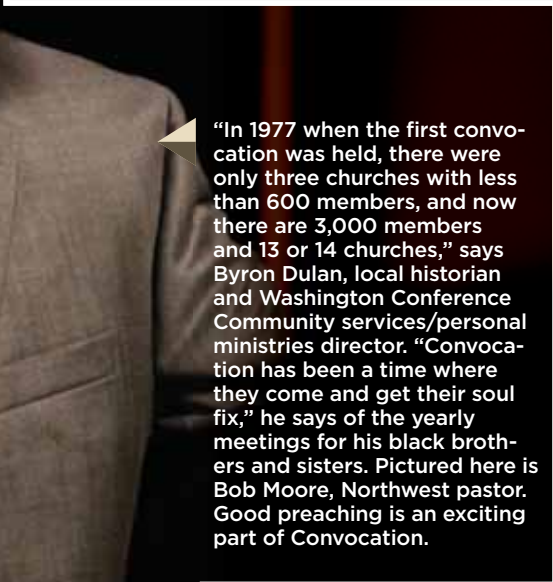 “In 1977 when the first convo-
cation was held, there were
only three churches with less
than 600 members, and now
there are 3,000 members
and 13 or 14 churches,” says
Byron Dulan, local historian
and Washington Conference
Community services/personal
ministries director. “Convoca-
tion has been a time where
they come and get their soul
fix,” he says of the yearly
meetings for his black broth-
ers and sisters. Pictured here is
Bob Moore, Northwest pastor.
Good preaching is an exciting
part of Convocation.